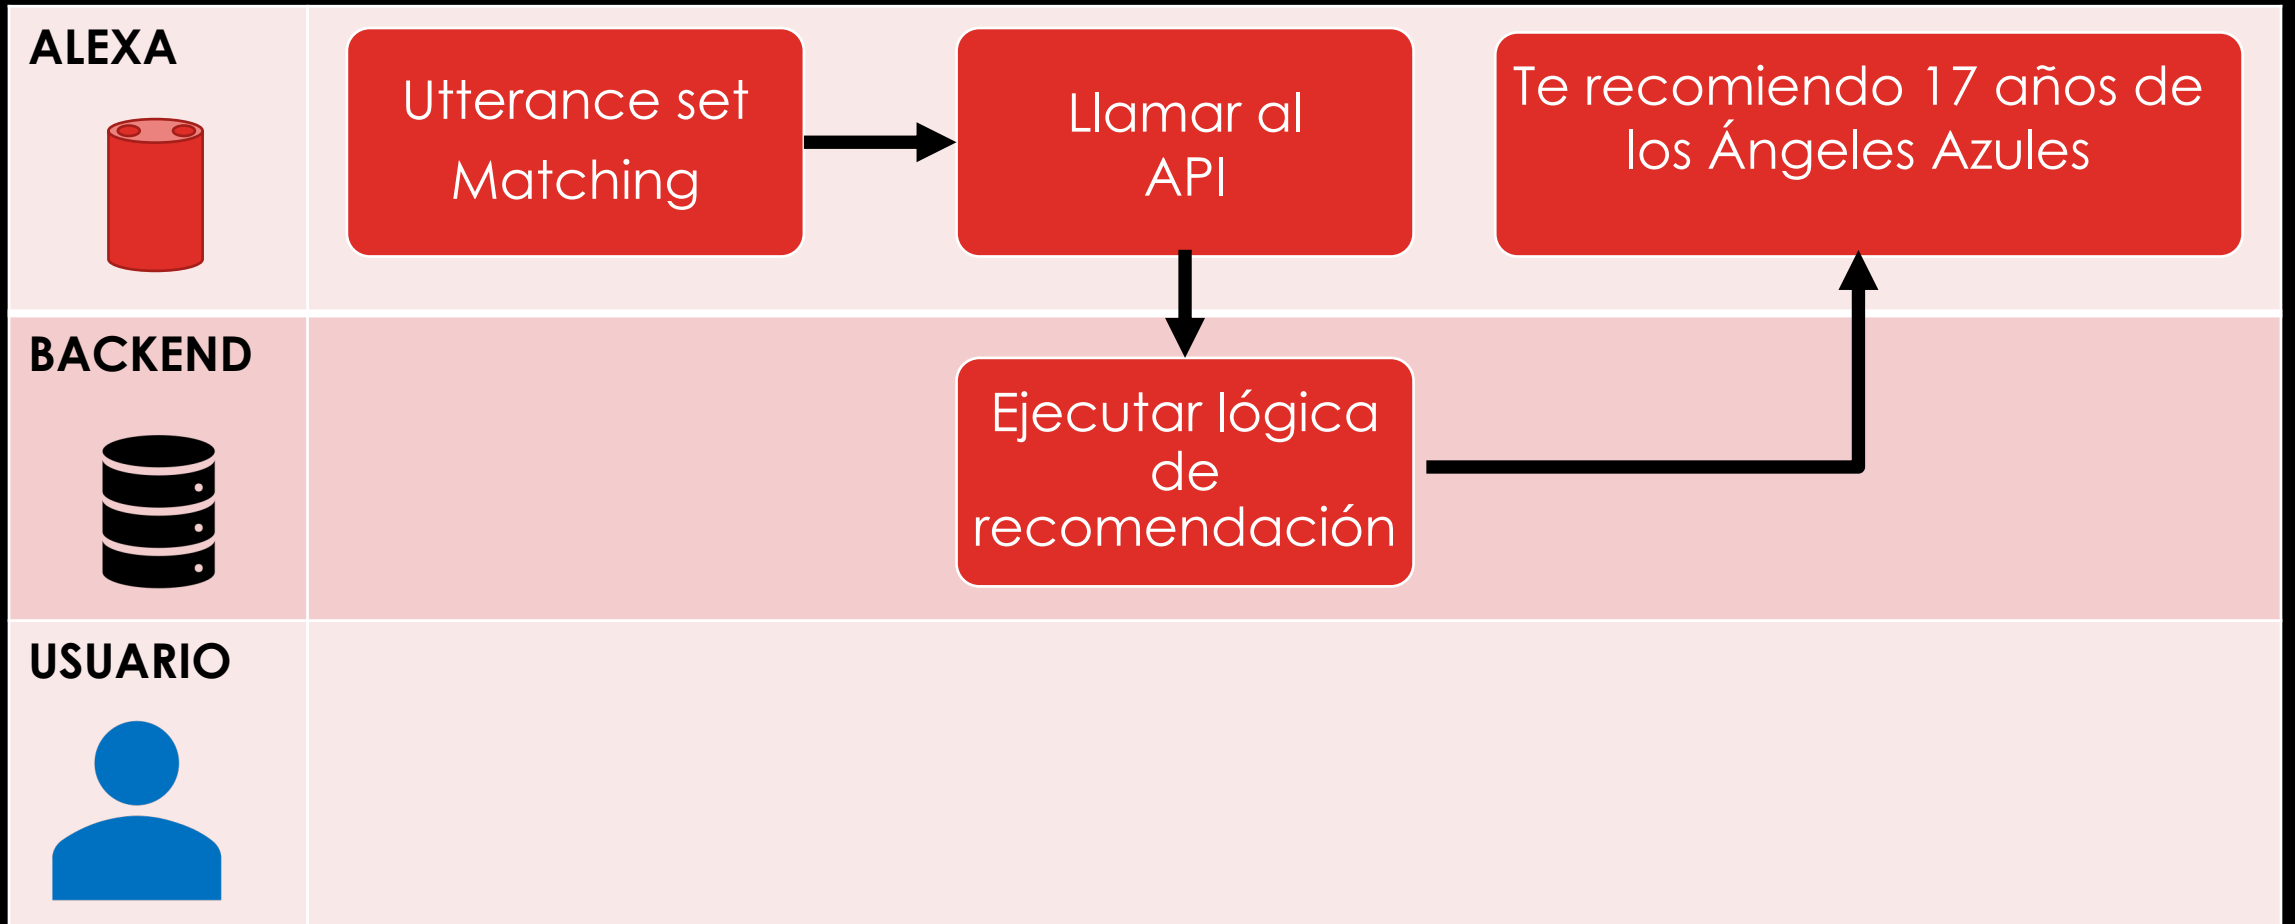 ALEXA
Utterance set
Matching
Llamar al
API
Te recomiendo 17 años de
los Ángeles Azules
BACKEND
Ejecutar lógica
de
recomendación
USUARIO